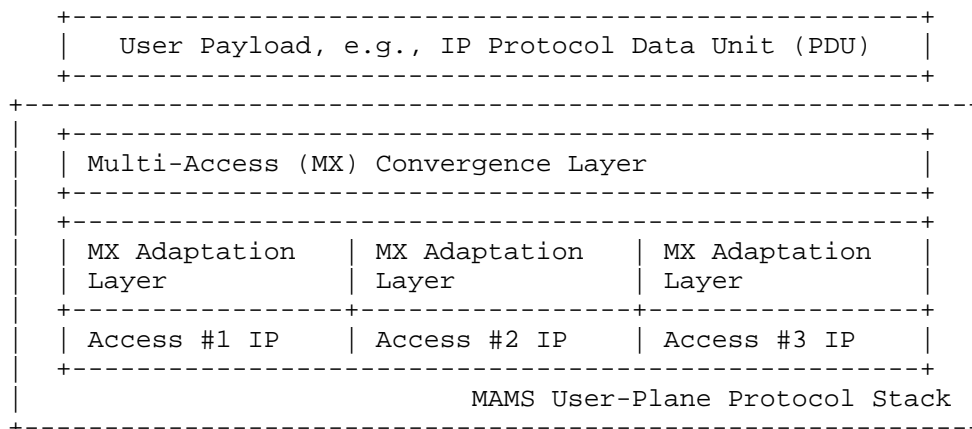 User Payload, e.g., IP Protocol Data Unit (PDU)
Multi-Access (MX) Convergence Layer
MX Adaptation | MX Adaptation | MX Adaptation
Layer | Layer | Layer
Access #1 IP | Access #2 IP | Access #3 IP
MAMS User-Plane Protocol Stack